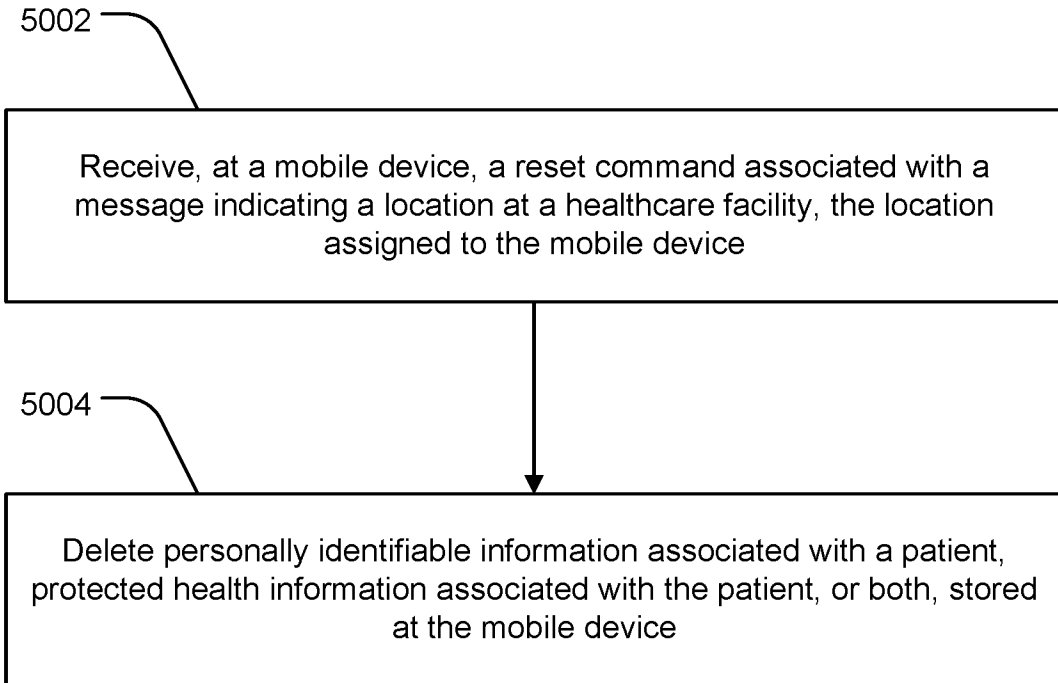 5002
Receive, at a mobile device, a reset command associated with a
message indicating a location at a healthcare facility, the location
assigned to the mobile device
5004
Delete personally identifiable information associated with a patient,
protected health information associated with the patient, or both, stored
at the mobile device